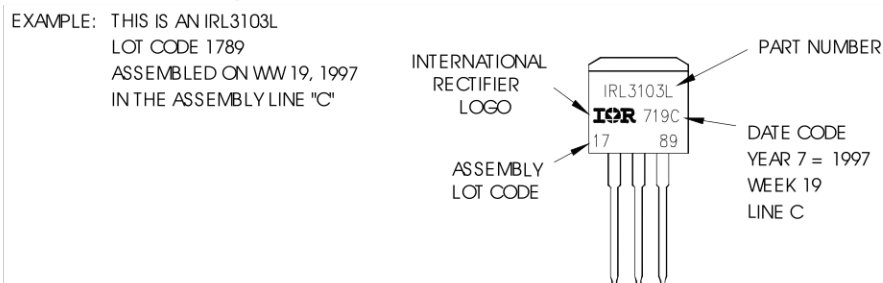 EXAMPLE: THIS IS AN IRL3103L
LOT CODE 1789
ASSEMBLED ON WW 19, 1997
IN THE ASSEMBLY LINE "C"
INTERNATIONAL
RECTIFIER
LOGO
ASSEMBLY
LOT CODE
IRL3103L
IOR 719C
17 89
PART NUMBER
DATE CODE
YEAR 7 = 1997
WEEK 19
LINE C